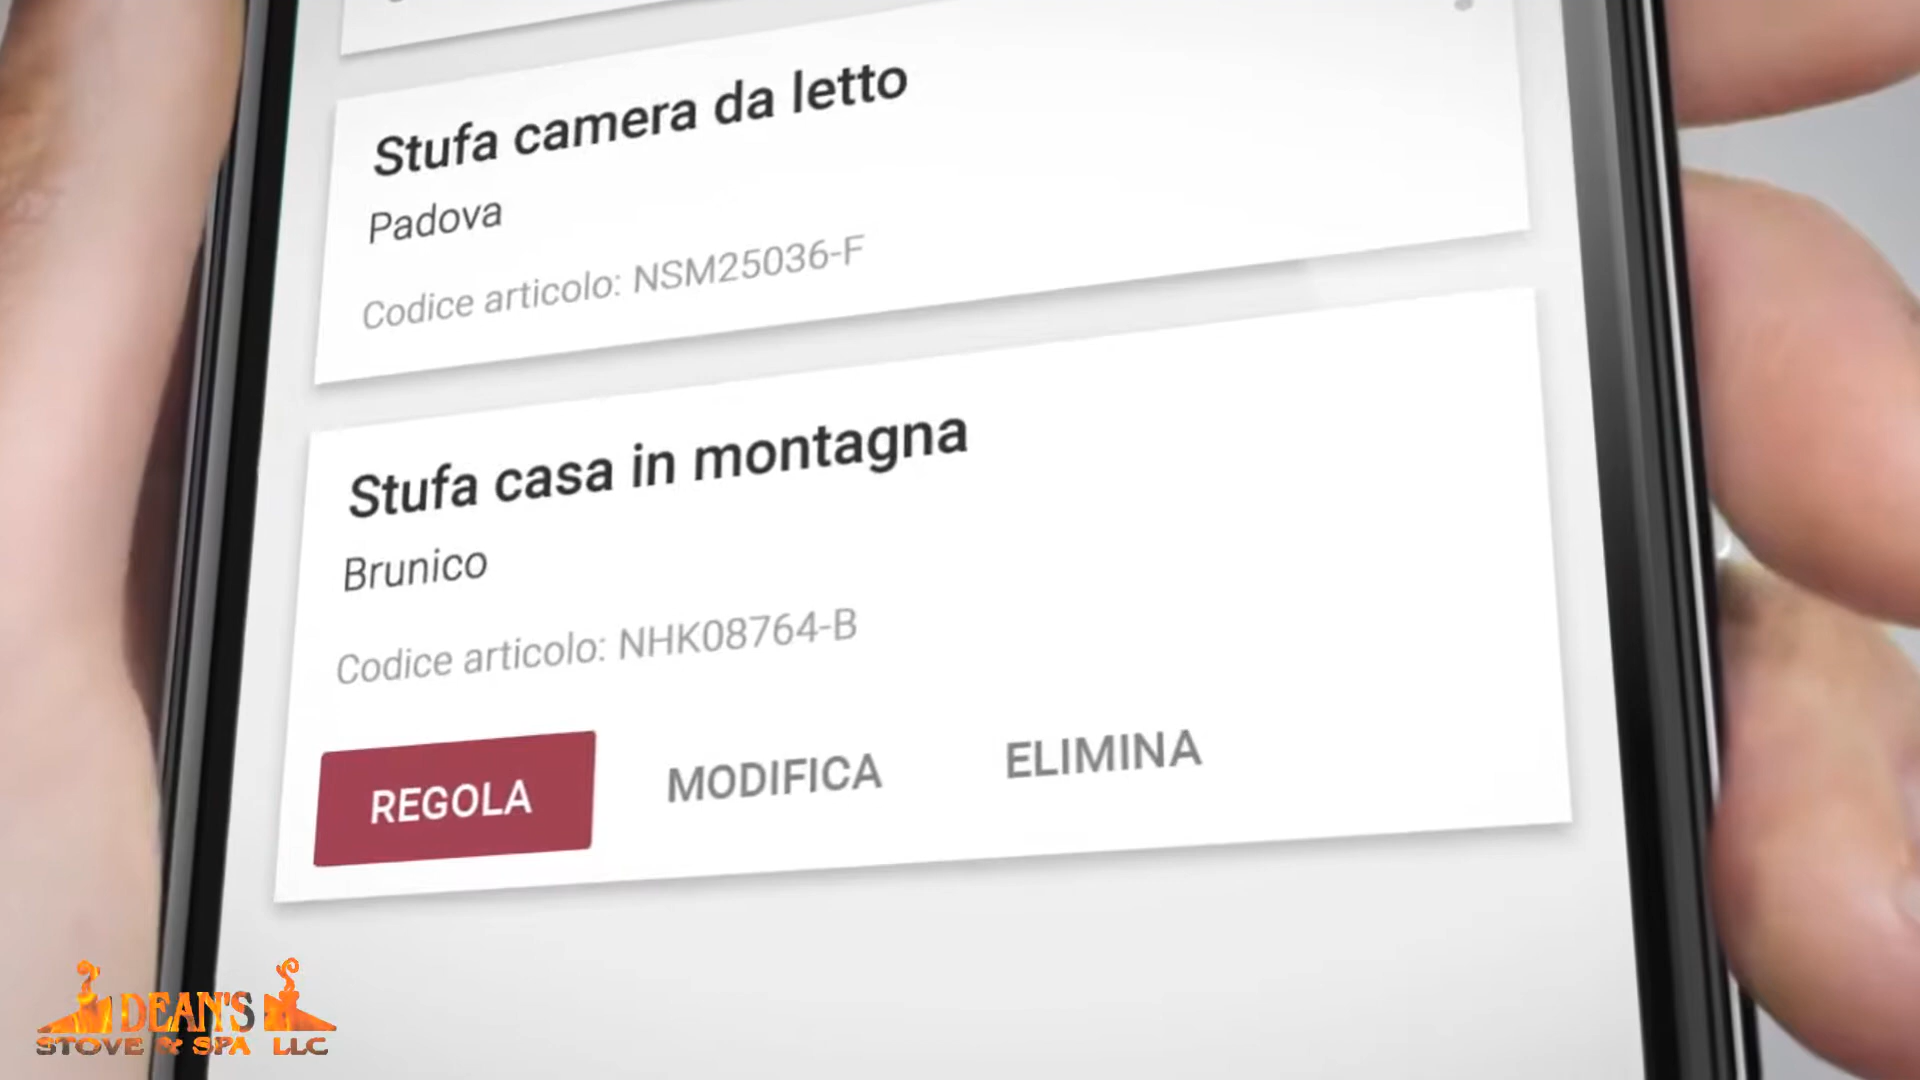 Stufa camera da letto
Padova
Codice articolo: NSM25036-F
Stufa casa in montagna
Brunico
Codice articolo: NHK08764-B
REGOLA MODIFICA ELIMINA
DEAN'S
STOVE & SPA LLC